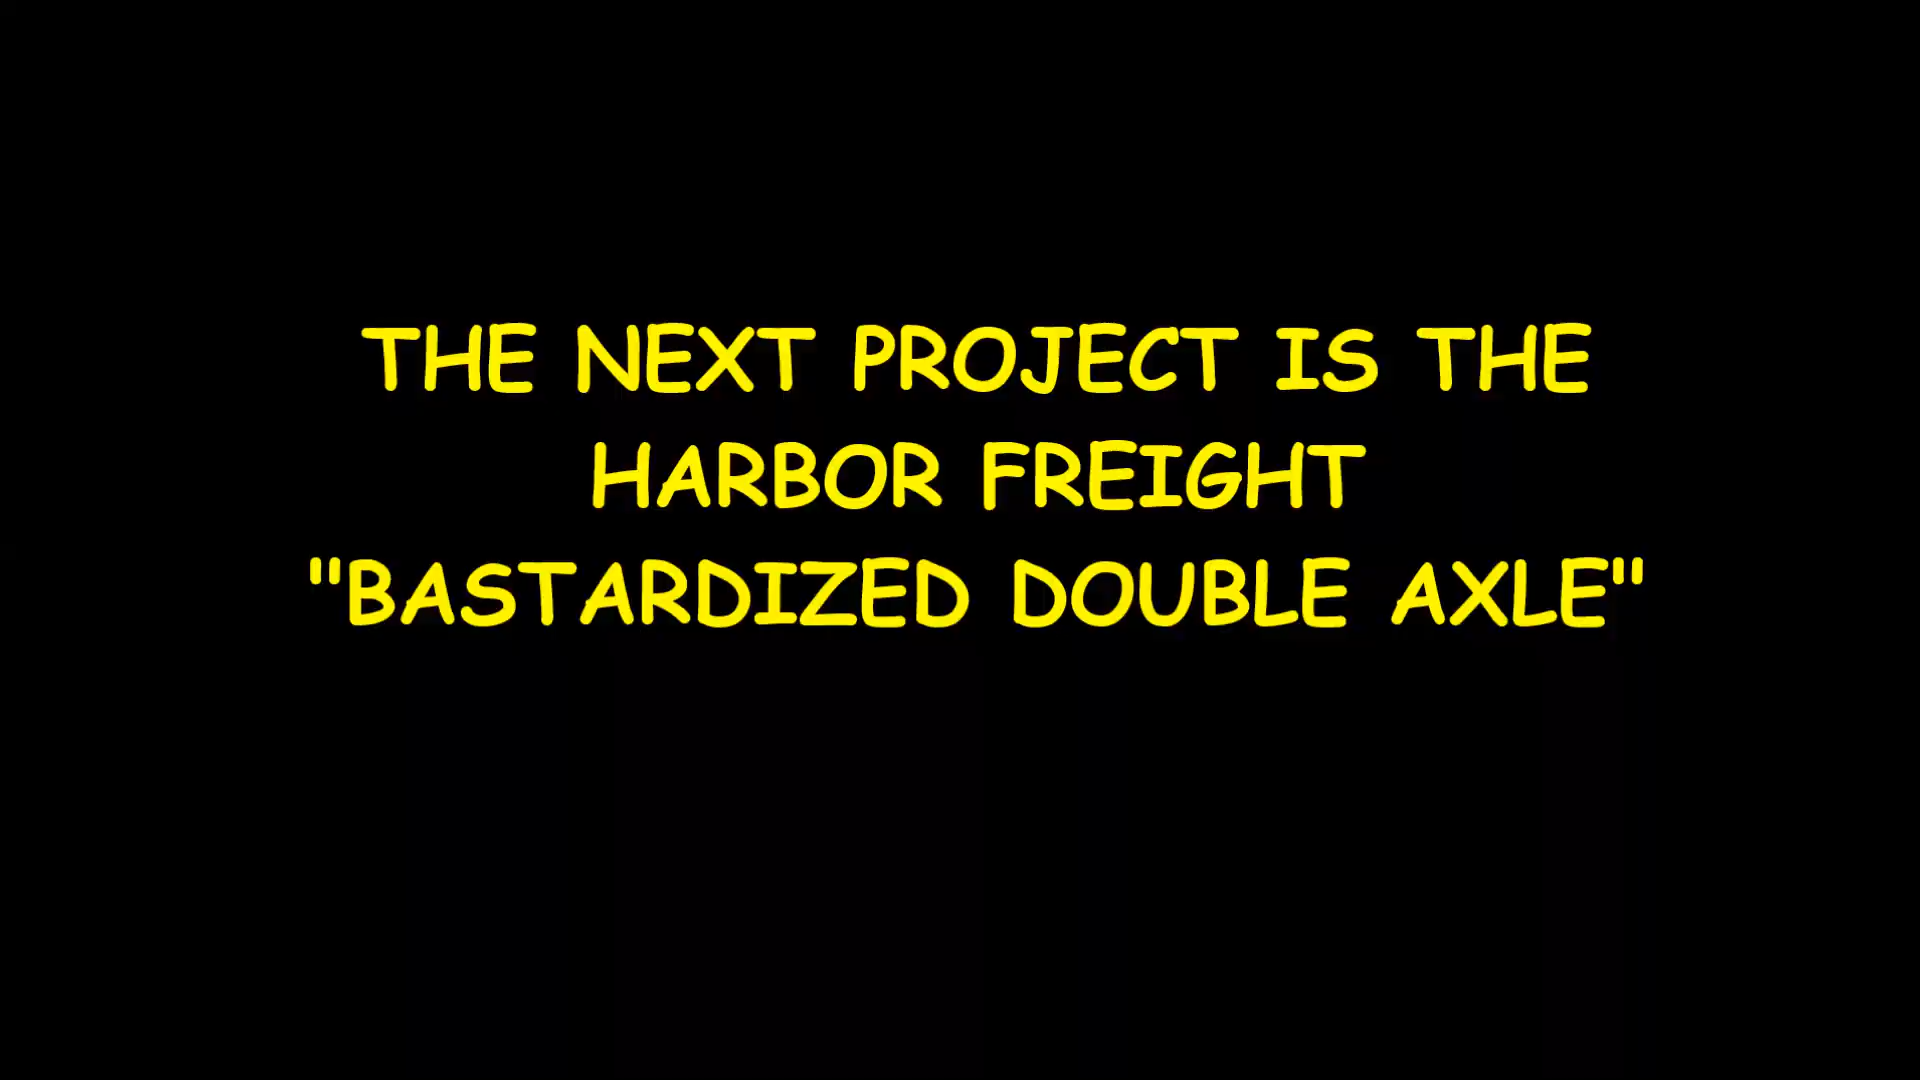 THE NEXT PROJECT IS THE
HARBOR FREIGHT
"BASTARDIZED DOUBLE AXLE"